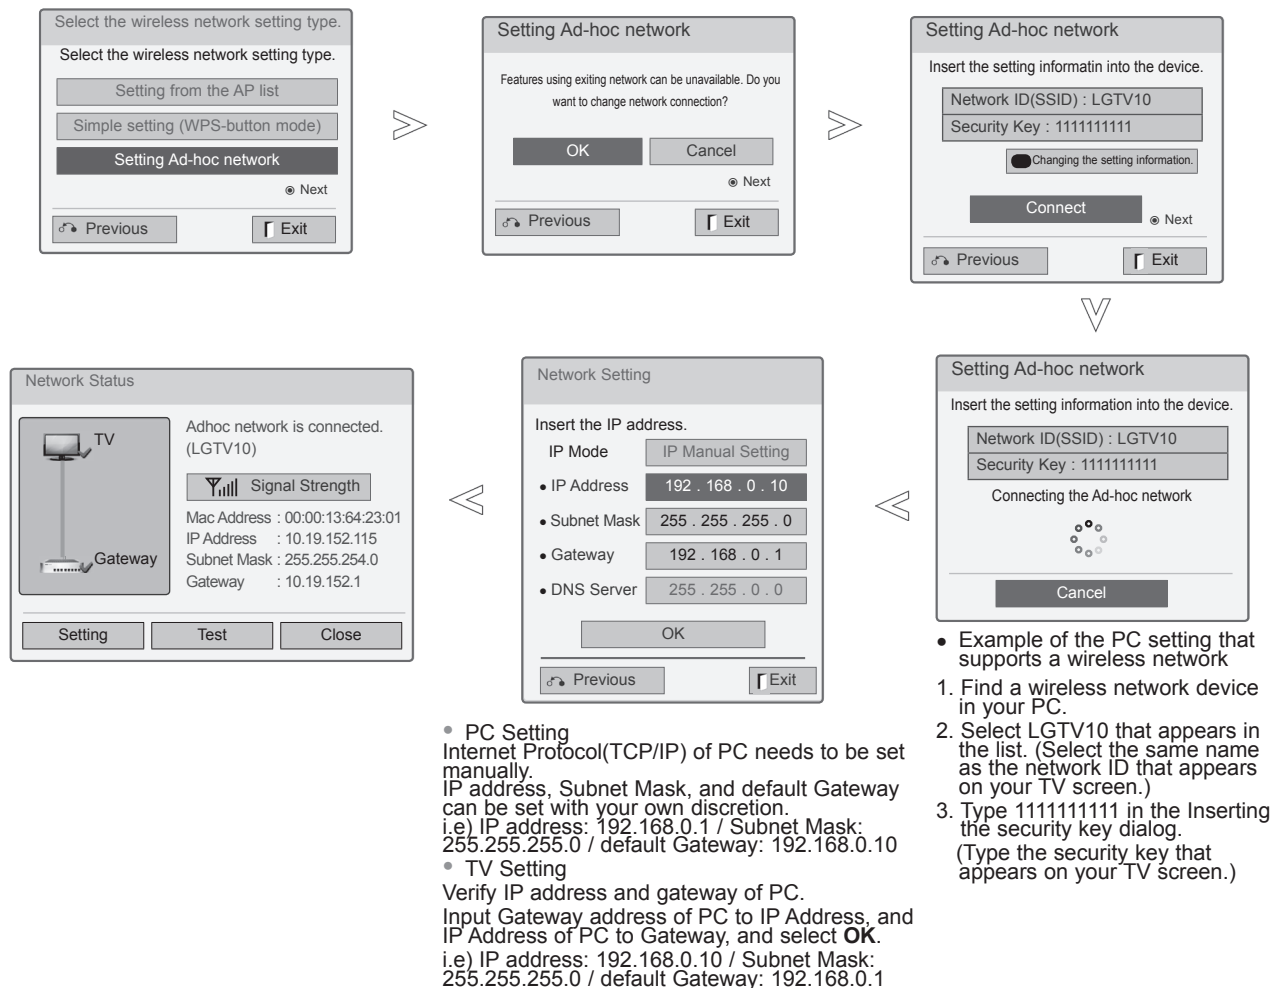 Select the wireless network setting type.
Select the wireless network setting type.
Setting from the AP list
Simple setting (WPS-button mode)
Setting Ad-hoc network
Next
Previous
Exit
Setting Ad-hoc network
Features using exiting network can be unavailable. Do you
want to change network connection?
OK
Cancel
Next
Previous
Exit
Setting Ad-hoc network
Insert the setting informatin into the device.
Network ID(SSID) : LGTV10
Security Key : 1111111111
Changing the setting information.
Connect
Next
Previous
Exit
Setting Ad-hoc network
Insert the setting information into the device.
Network ID(SSID) : LGTV10
Security Key : 1111111111
Connecting the Ad-hoc network
Cancel
• Example of the PC setting that
supports a wireless network
1. Find a wireless network device
in your PC.
2. Select LGTV10 that appears in
the list. (Select the same name
as the network ID that appears
on your TV screen.)
3. Type 1111111111 in the Inserting
the security key dialog.
(Type the security key that
appears on your TV screen.)
Network Setting
Insert the IP address.
IP Mode IP Manual Setting
• IP Address 192 . 168 . 0 . 10
• Subnet Mask 255 . 255 . 255 . 0
• Gateway 192 . 168 . 0 . 1
• DNS Server 255 . 255 . 0 . 0
OK
Previous
Exit
• PC Setting
Internet Protocol(TCP/IP) of PC needs to be set
manually.
IP address, Subnet Mask, and default Gateway
can be set with your own discretion.
i.e) IP address: 192.168.0.1 / Subnet Mask:
255.255.255.0 / default Gateway: 192.168.0.10
• TV Setting
Verify IP address and gateway of PC.
Input Gateway address of PC to IP Address, and
IP Address of PC to Gateway, and select OK.
i.e) IP address: 192.168.0.10 / Subnet Mask:
255.255.255.0 / default Gateway: 192.168.0.1
Network Status
TV
Gateway
Adhoc network is connected.
(LGTV10)
Signal Strength
Mac Address : 00:00:13:64:23:01
IP Address : 10.19.152.115
Subnet Mask : 255.255.254.0
Gateway : 10.19.152.1
Setting
Test
Close